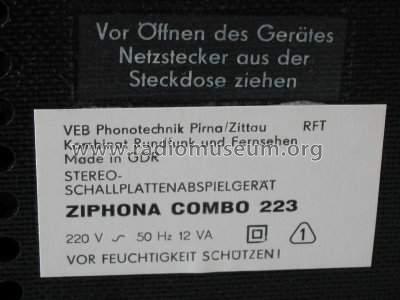 Vor Öffnen des Gerätes
Netzstecker aus der
Steckdose ziehen
VEB Phonotechnik Pirna/Zittau RFT
Kombinat Rundfunk und Fernsehen
www.radiomuseum.org
Made in GDR
STEREO-
SCHALLPLATTENABSPIELGERÄT
ZIPHONA COMBO 223
220 V ~ 50 Hz 12 VA 1
VOR FEUCHTIGKEIT SCHÜTZEN!